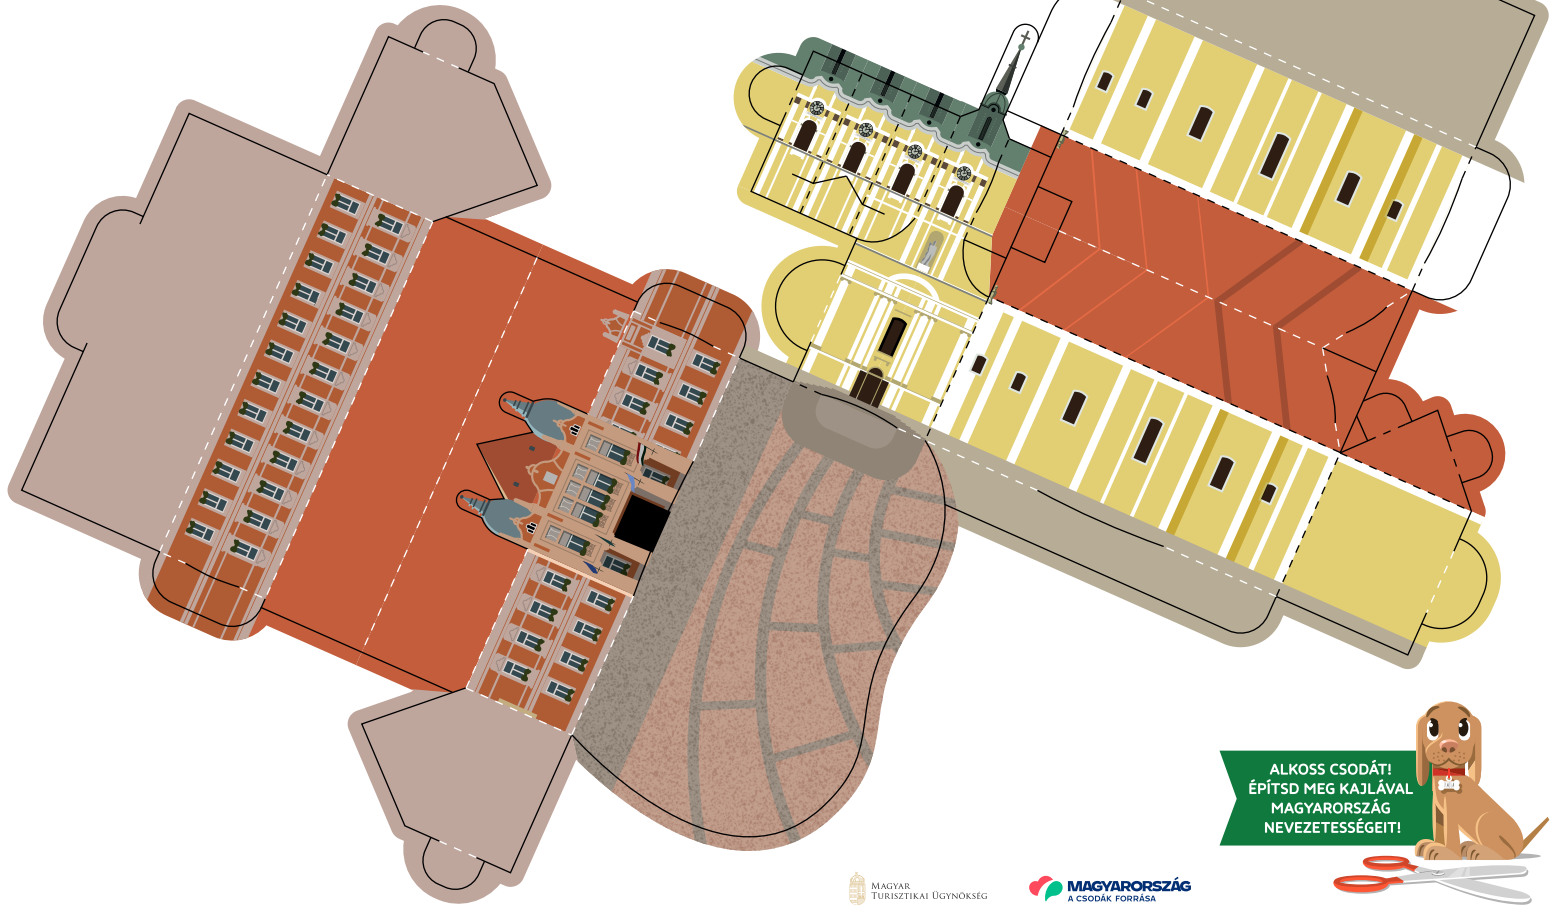 ALKOSS CSODÁT!
ÉPÍTSD MEG KAJLÁVAL
MAGYARORSZÁG
NEVEZETESSÉGEIT!
MAGYAR
TURISZTIKAI ÜGYNÖKSÉG
MAGYARORSZÁG
A CSODÁK FORRÁSA